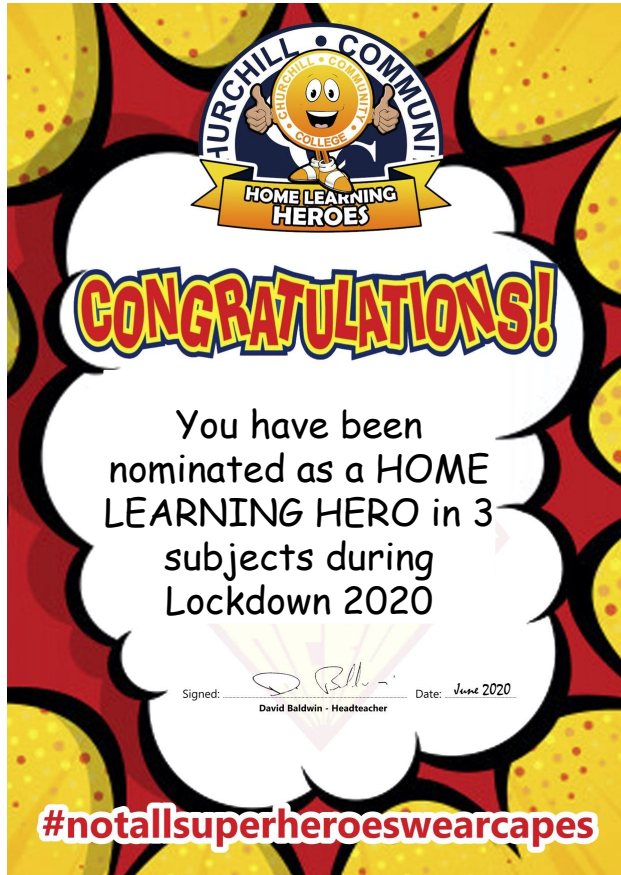 CHURCHILL • COMMUNI
CHURCHILL • COMMUNITY
• COLLEGE •
HOME LEARNING
HEROES
CONGRATULATIONS!
You have been
nominated as a HOME
LEARNING HERO in 3
subjects during
Lockdown 2020
Signed: Date: June 2020
David Baldwin - Headteacher
#notallsuperheroeswearcapes